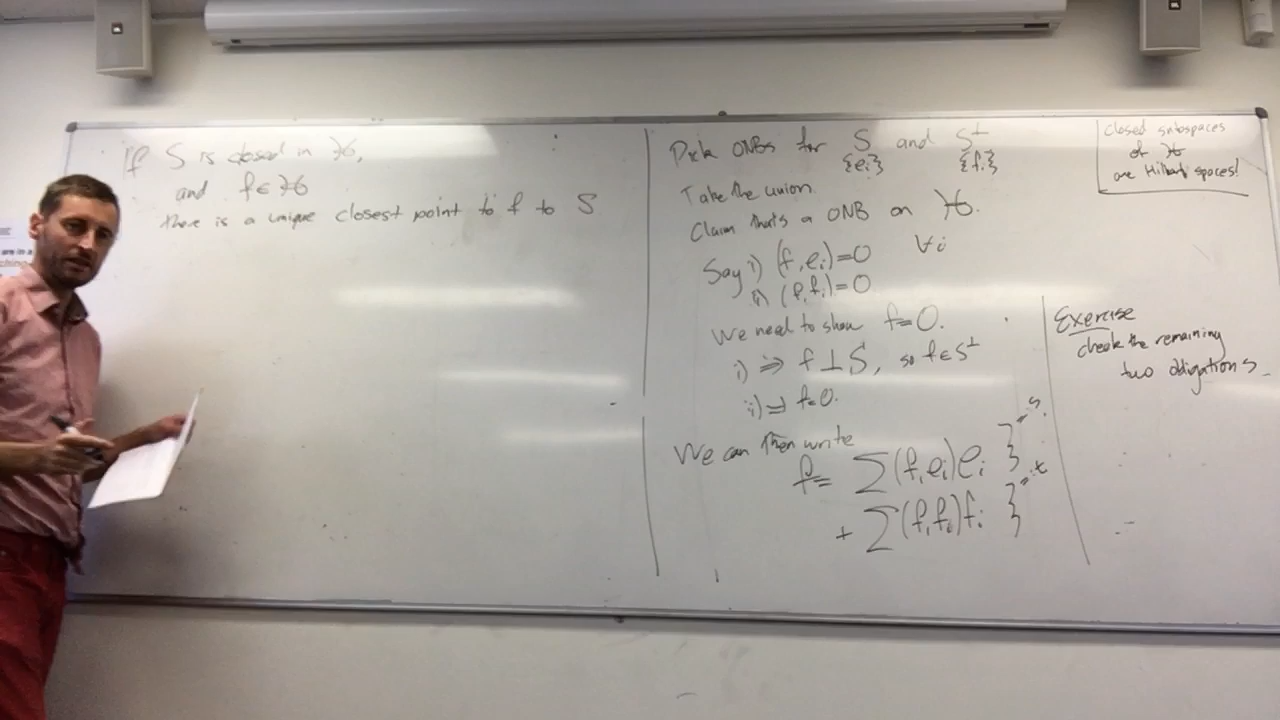 If S is closed in ℋ,
and f ∈ ℋ
there is a unique closest point to f to S
Pick ONBs for S and S⊥
{ei} {fi}
Take the union.
Claim thats a ONB on ℋ.
Say i) (f, ei)=0 ∀i
ii) (f, fi)=0
We need to show f=0.
i) ⇒ f ⊥ S, so f∈S⊥
ii) ⇒ f=0.
We can then write
f= ∑(f,ei)ei } "s"
+ ∑(f,fi)fi } "t"
closed subspaces
of ℋ
are Hilbert spaces!
Exercise
check the remaining
two obligations.
are in a